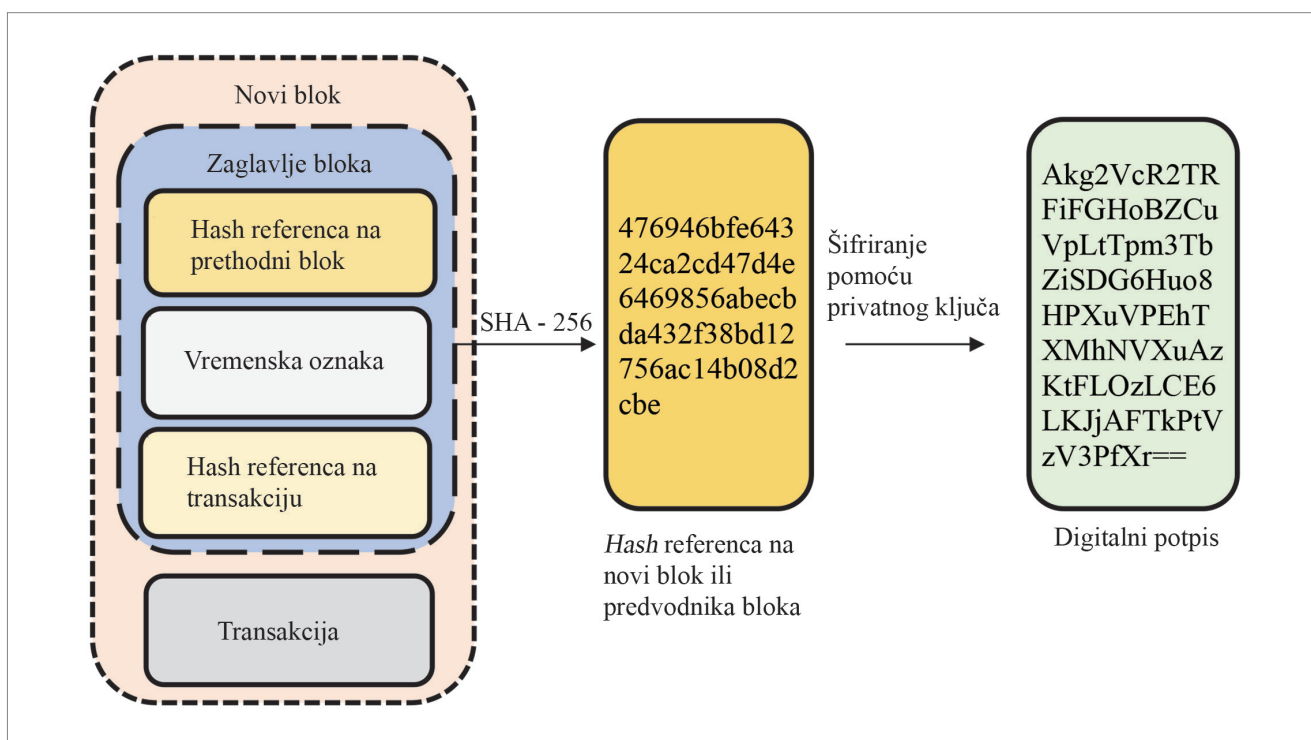 Novi blok
Zaglavlje bloka
Hash referenca na
prethodni blok
Vremenska oznaka
Hash referenca na
transakciju
Transakcija
SHA - 256
476946bfe643
24ca2cd47d4e
6469856abecb
da432f38bd12
756ac14b08d2
cbe
Hash referenca na
novi blok ili
predvodnika bloka
Šifriranje
pomoću
privatnog ključa
Akg2VcR2TR
FiFGHoBZCu
VpLtTpm3Tb
ZiSDG6Huo8
HPXuVPEhT
XMhNVXuAz
KtFLOzLCE6
LKJjAFTkPtV
zV3PfXr==
Digitalni potpis